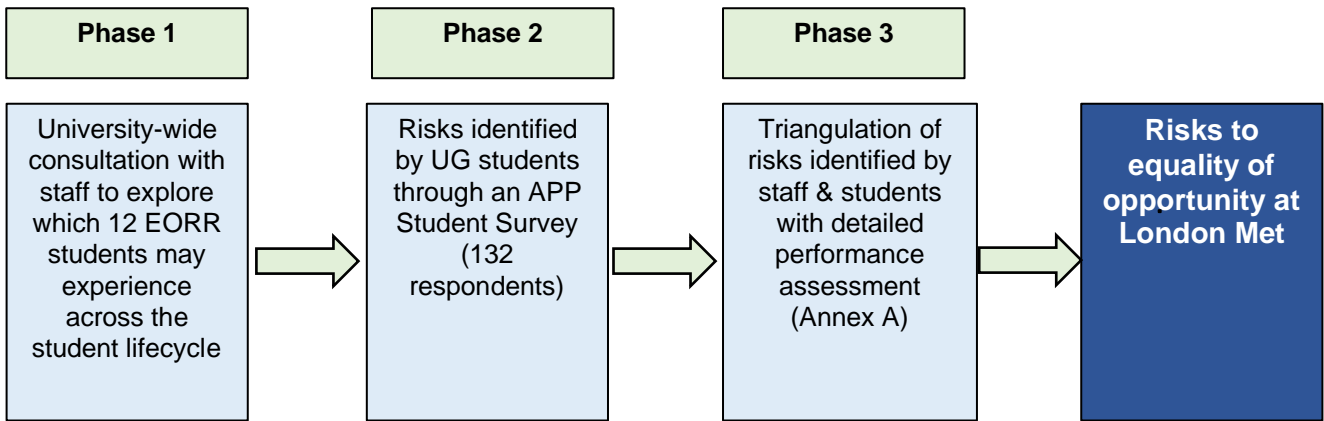 Phase 1
Phase 2
Phase 3
University-wide
consultation with
staff to explore
which 12 EORR
students may
experience
across the
student lifecycle
Risks identified
by UG students
through an APP
Student Survey
(132
respondents)
Triangulation of
risks identified by
staff & students
with detailed
performance
assessment
(Annex A)
Risks to
equality of
opportunity at
London Met